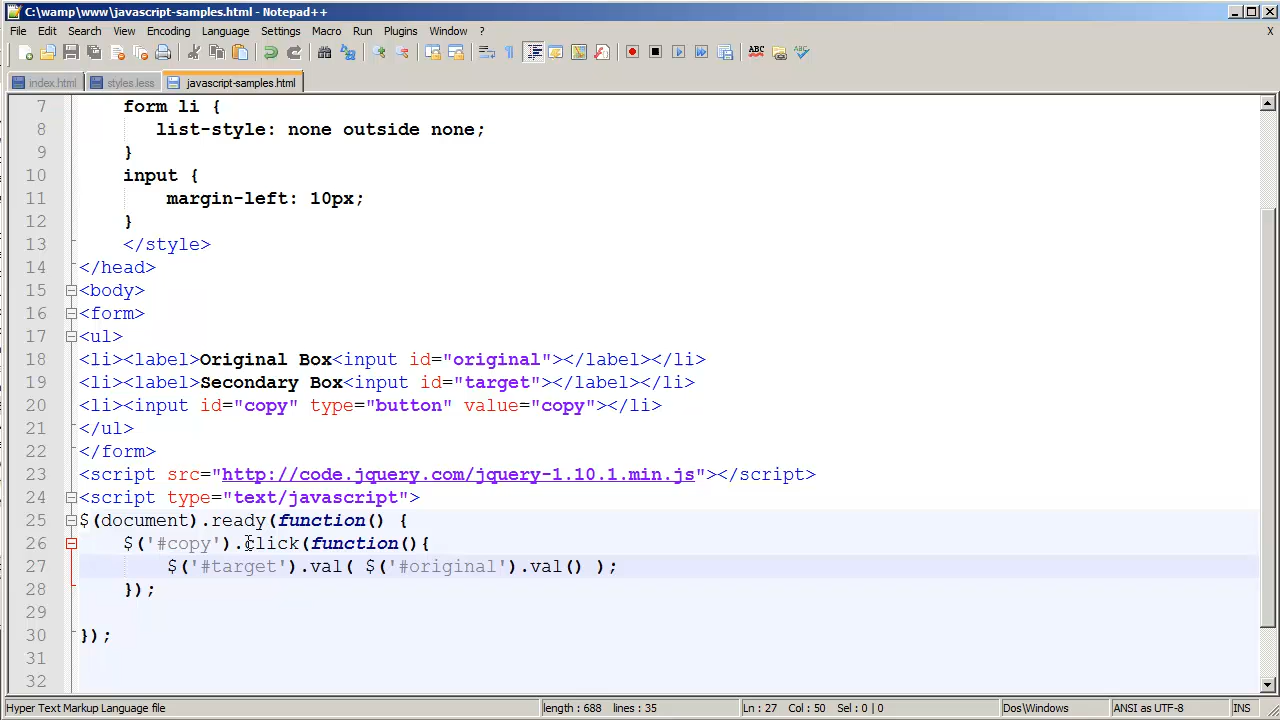 C:\wamp\www\javascript-samples.html - Notepad++
File Edit Search View Encoding Language Settings Macro Run Plugins Window ? X
index.html styles.less javascript-samples.html
7 form li {
8 list-style: none outside none;
9 }
10 input {
11 margin-left: 10px;
12 }
13 </style>
14 </head>
15 <body>
16 <form>
17 <ul>
18 <li><label>Original Box<input id="original"></label></li>
19 <li><label>Secondary Box<input id="target"></label></li>
20 <li><input id="copy" type="button" value="copy"></li>
21 </ul>
22 </form>
23 <script src="http://code.jquery.com/jquery-1.10.1.min.js"></script>
24 <script type="text/javascript">
25 $(document).ready(function() {
26 $('#copy').click(function(){
27 $('#target').val( $('#original').val() );
28 });
29
30 });
31
32
Hyper Text Markup Language file length : 688 lines : 35 Ln : 27 Col : 50 Sel : 0 | 0 Dos\Windows ANSI as UTF-8 INS